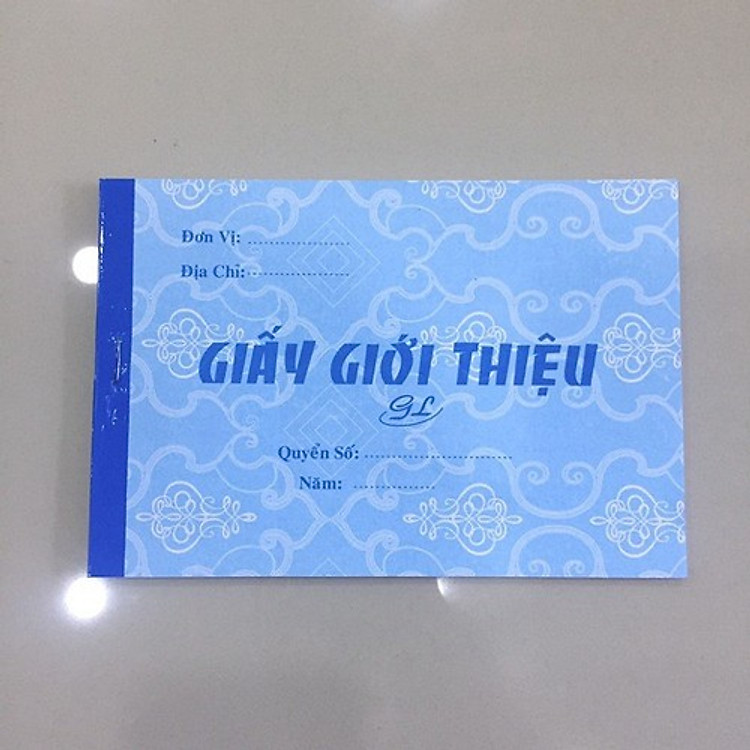 Đơn Vị: ....................
Địa Chỉ: ....................
GIẤY GIỚI THIỆU
GL
Quyển Số: ..............................
Năm: ................